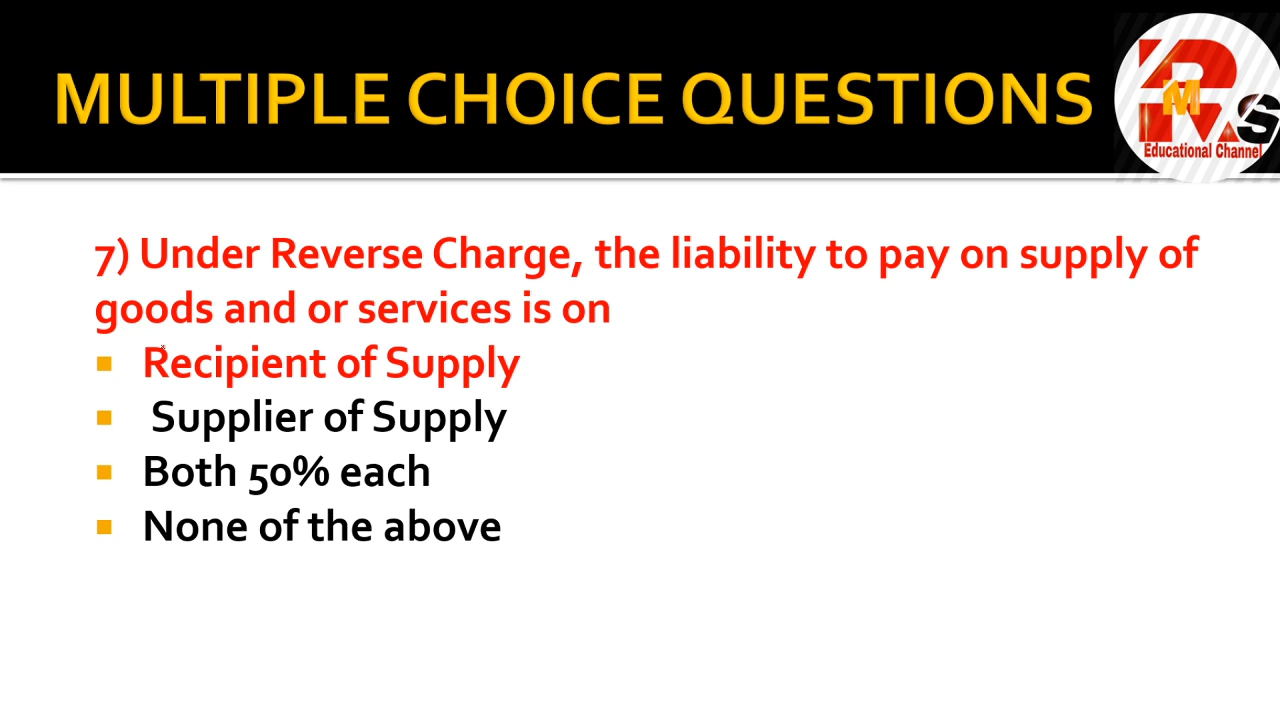 MULTIPLE CHOICE QUESTIONS
M
S
Educational Channel
7) Under Reverse Charge, the liability to pay on supply of
goods and or services is on
Recipient of Supply
Supplier of Supply
Both 50% each
None of the above